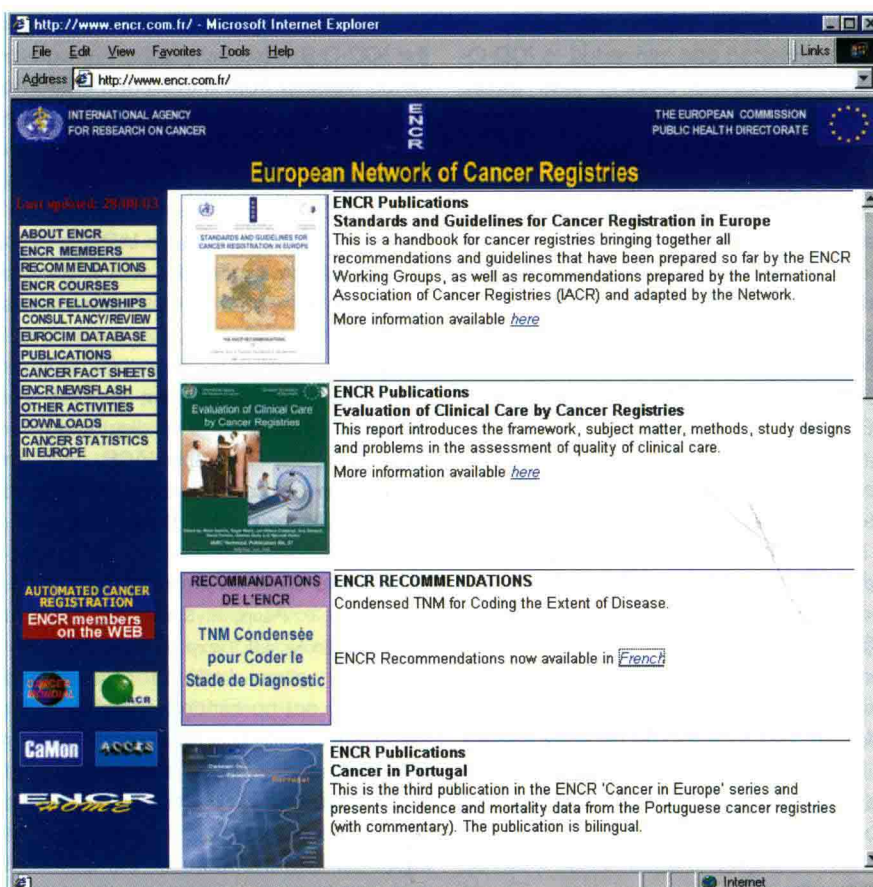 http://www.encr.com.fr/ - Microsoft Internet Explorer
File Edit View Favorites Tools Help
Links
Address http://www.encr.com.fr/
INTERNATIONAL AGENCY
FOR RESEARCH ON CANCER
ENCR
THE EUROPEAN COMMISSION
PUBLIC HEALTH DIRECTORATE
European Network of Cancer Registries
Last updated: 28/08/03
ABOUT ENCR
ENCR MEMBERS
RECOMMENDATIONS
ENCR COURSES
ENCR FELLOWSHIPS
CONSULTANCY/REVIEW
EUROCIM DATABASE
PUBLICATIONS
CANCER FACT SHEETS
ENCR NEWSFLASH
OTHER ACTIVITIES
DOWNLOADS
CANCER STATISTICS
IN EUROPE
AUTOMATED CANCER
REGISTRATION
ENCR members
on the WEB
CANCER
MONDIAL
CaMon
ACCES
ENCR
HOME
STANDARDS AND GUIDELINES FOR
CANCER REGISTRATION IN EUROPE
THE ENCR RECOMMENDATIONS
ENCR Publications
Standards and Guidelines for Cancer Registration in Europe
This is a handbook for cancer registries bringing together all
recommendations and guidelines that have been prepared so far by the ENCR
Working Groups, as well as recommendations prepared by the International
Association of Cancer Registries (IACR) and adapted by the Network.
More information available here
Evaluation of Clinical Care
by Cancer Registries
ENCR Publications
Evaluation of Clinical Care by Cancer Registries
This report introduces the framework, subject matter, methods, study designs
and problems in the assessment of quality of clinical care.
More information available here
RECOMMANDATIONS
DE L'ENCR
TNM Condensée
pour Coder le
Stade de Diagnostic
ENCR RECOMMENDATIONS
Condensed TNM for Coding the Extent of Disease.
ENCR Recommendations now available in French
ENCR Publications
Cancer in Portugal
This is the third publication in the ENCR 'Cancer in Europe' series and
presents incidence and mortality data from the Portuguese cancer registries
(with commentary). The publication is bilingual.
Internet